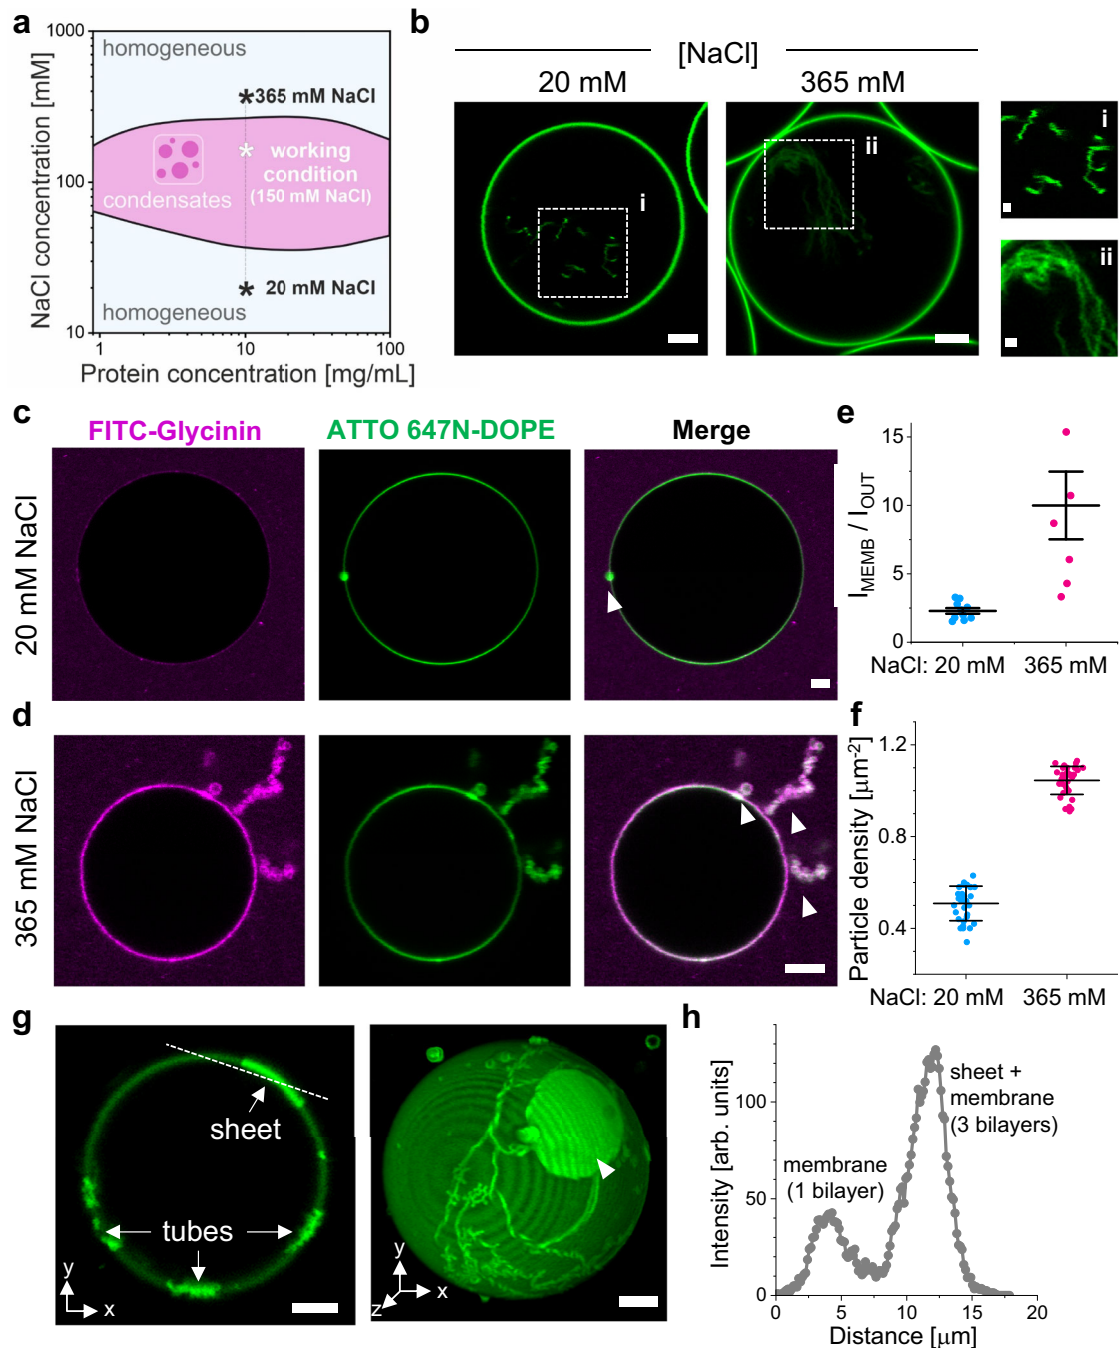 a
NaCl concentration [mM]
1000
100
10
homogeneous
*365 mM NaCl
*
working
condition
(150 mM NaCl)
condensates
* 20 mM NaCl
homogeneous
1
10
100
Protein concentration [mg/mL]
b
[NaCl]
20 mM
365 mM
i
ii
i
ii
c
FITC-Glycinin
ATTO 647N-DOPE
Merge
20 mM NaCl
d
365 mM NaCl
e
I_MEMB / I_OUT
15
10
5
0
NaCl: 20 mM
365 mM
f
Particle density [µm-2]
1.2
0.8
0.4
NaCl: 20 mM
365 mM
g
sheet
tubes
y
x
y
x
z
h
Intensity [arb. units]
100
50
0
membrane
(1 bilayer)
sheet +
membrane
(3 bilayers)
0
5
10
15
20
Distance [µm]